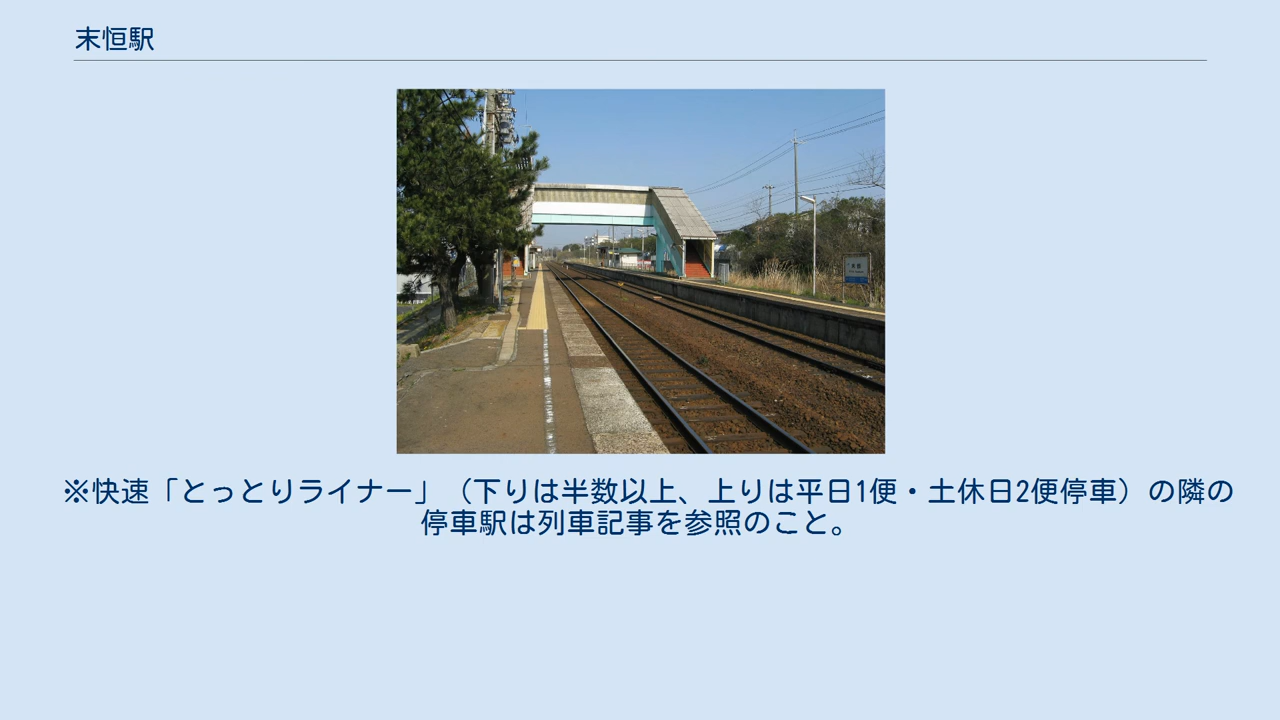 末恒駅
※快速「とっとりライナー」（下りは半数以上、上りは平日1便・土休日2便停車）の隣の
停車駅は列車記事を参照のこと。